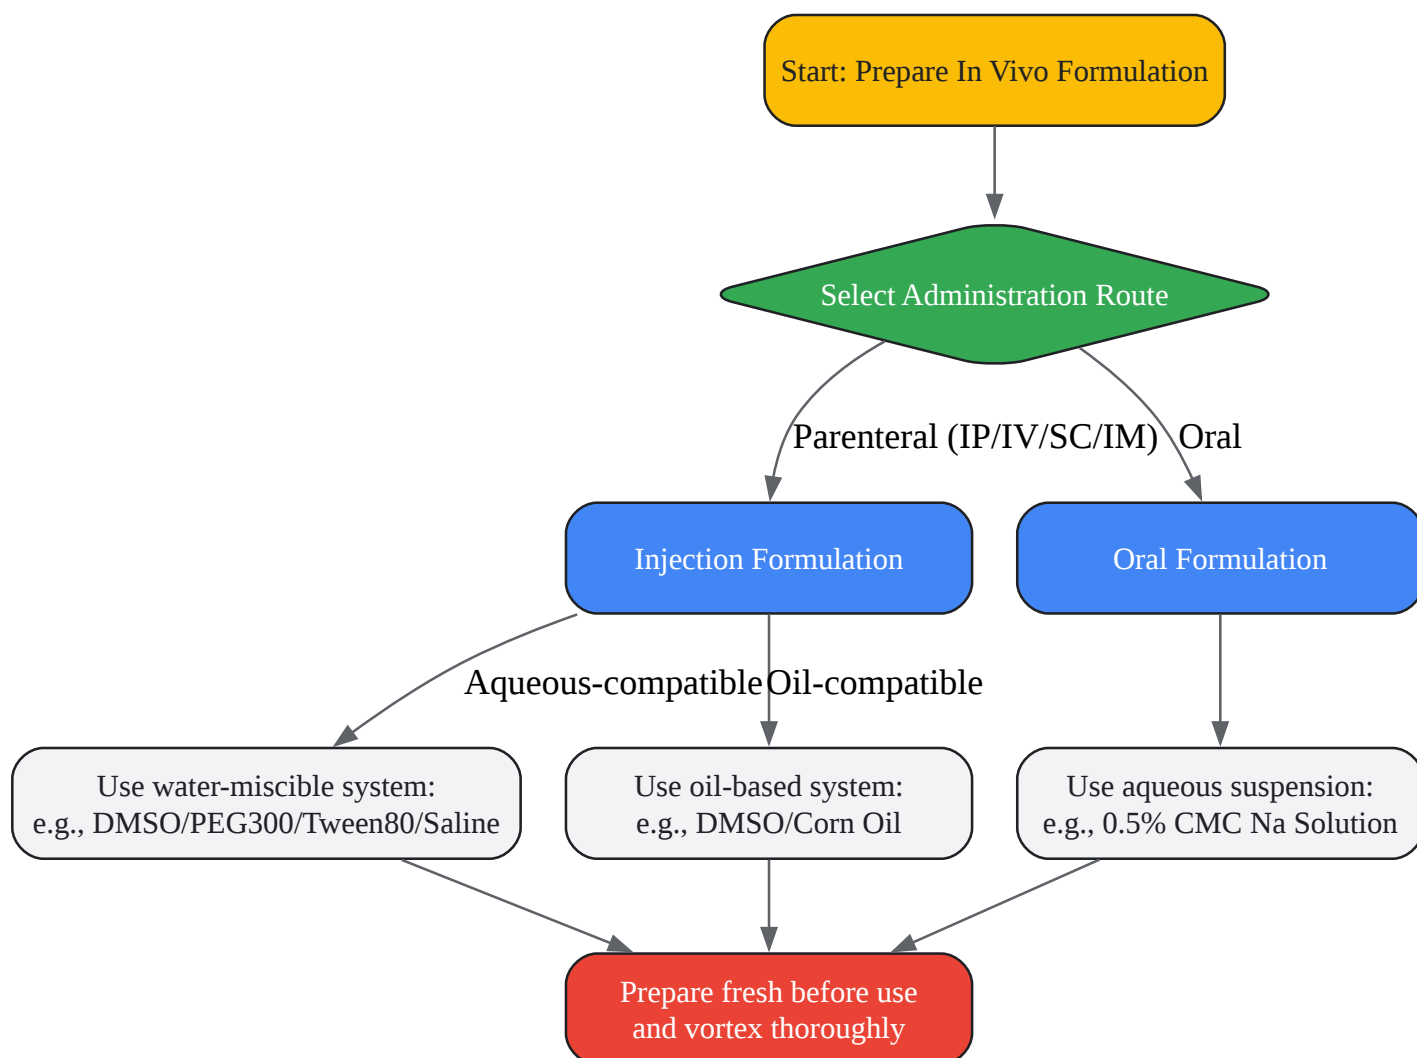 Start: Prepare In Vivo Formulation
Select Administration Route
Parenteral (IP/IV/SC/IM)
Oral
Injection Formulation
Oral Formulation
Aqueous-compatible
Oil-compatible
Use water-miscible system:
e.g., DMSO/PEG300/Tween80/Saline
Use oil-based system:
e.g., DMSO/Corn Oil
Use aqueous suspension:
e.g., 0.5% CMC Na Solution
Prepare fresh before use
and vortex thoroughly